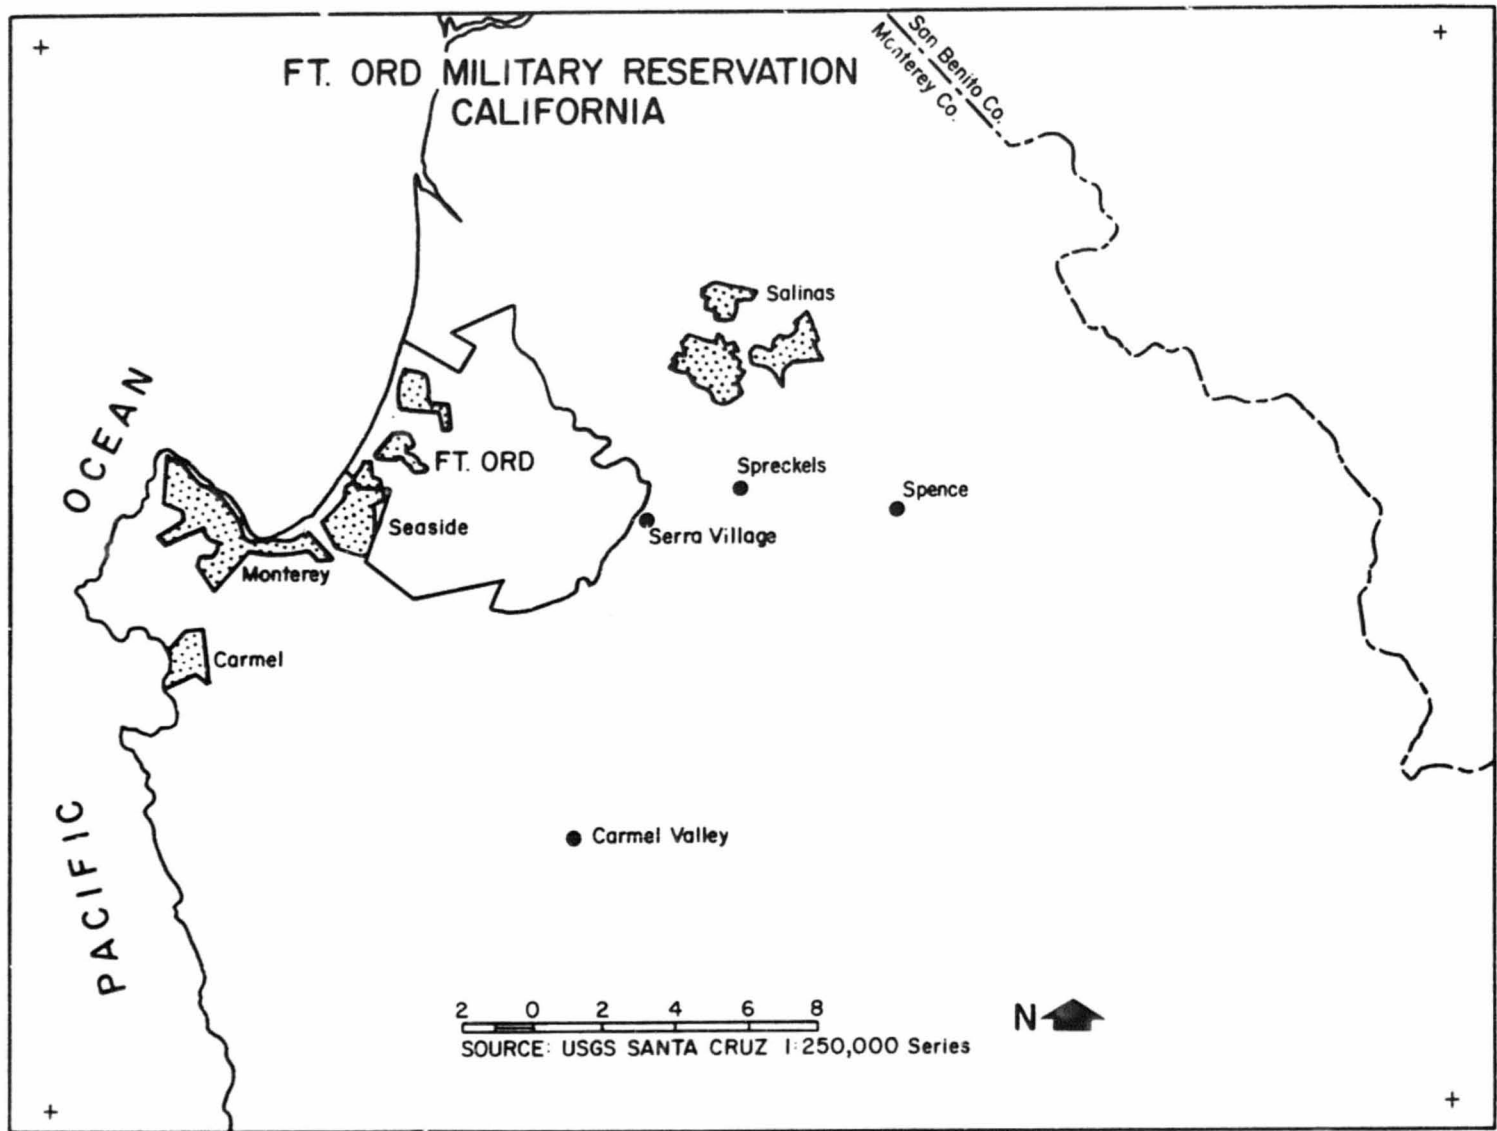 FT. ORD MILITARY RESERVATION
CALIFORNIA
San Benito Co.
Monterey Co.
Salinas
OCEAN
FT. ORD
Spreckels
Spence
Seaside
Serra Village
Monterey
Carmel
PACIFIC
Carmel Valley
2 0 2 4 6 8
N
SOURCE: USGS SANTA CRUZ 1:250,000 Series